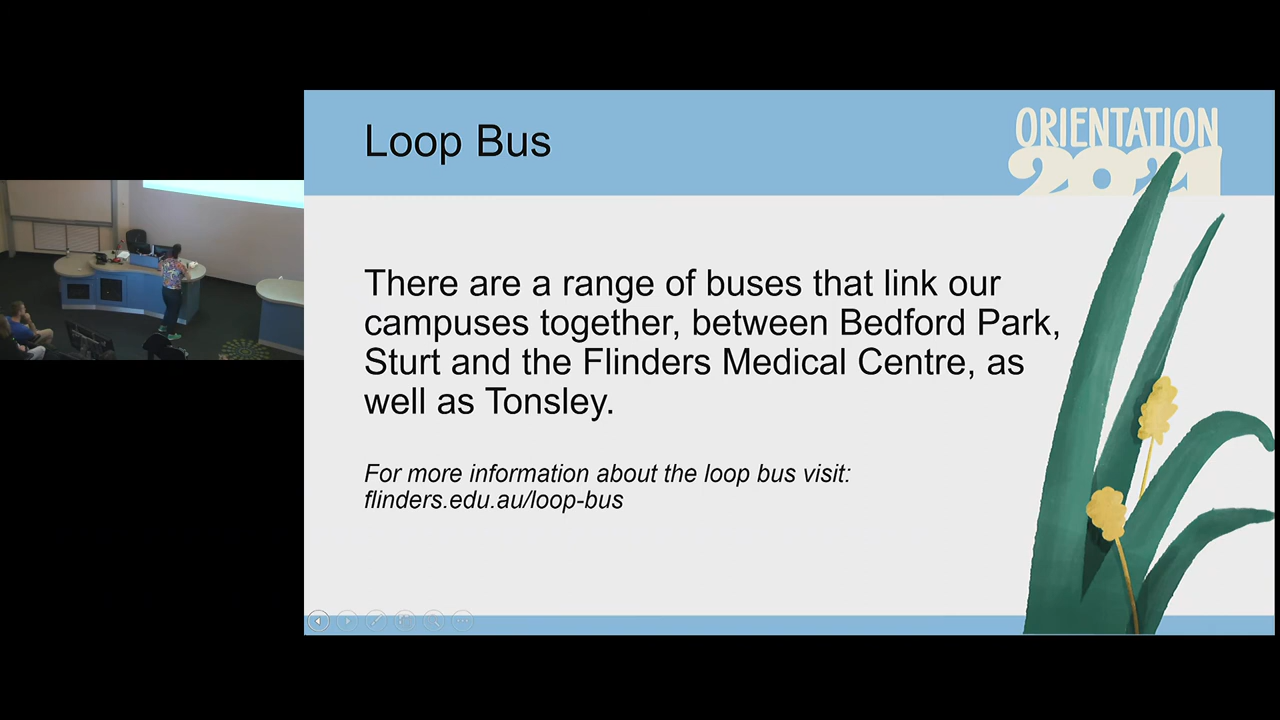 Loop Bus
ORIENTATION
2021
There are a range of buses that link our
campuses together, between Bedford Park,
Sturt and the Flinders Medical Centre, as
well as Tonsley.
For more information about the loop bus visit:
flinders.edu.au/loop-bus